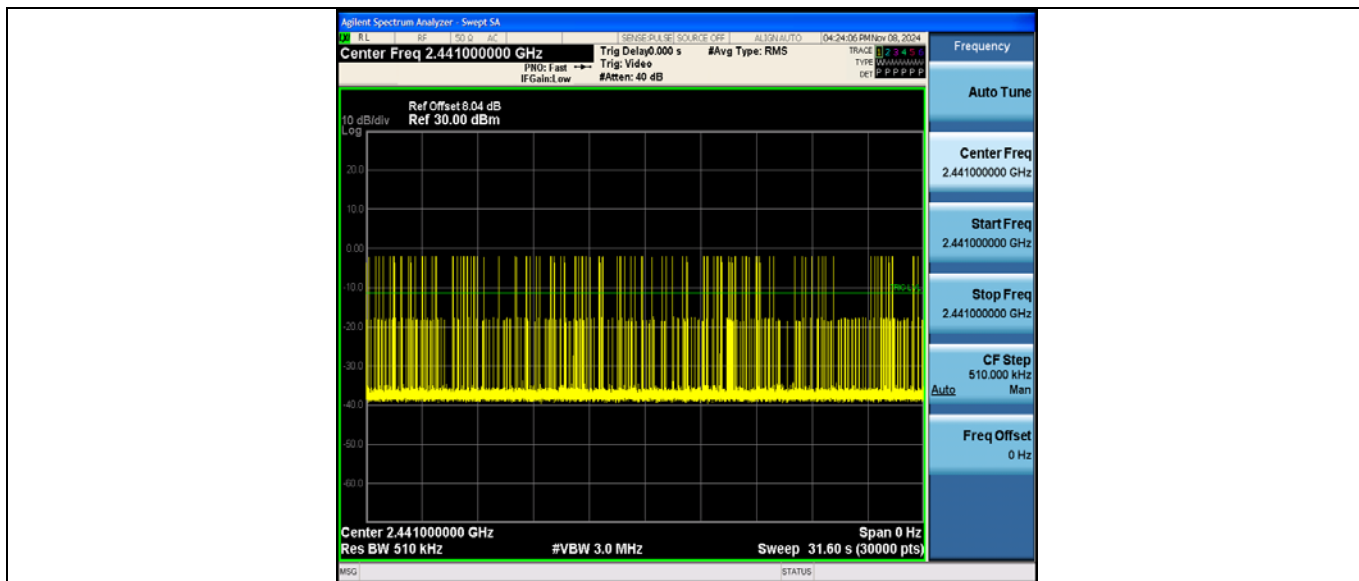 Agilent Spectrum Analyzer - Swept SA
RL RF 50 Ω AC SENSE:PULSE SOURCE OFF ALIGN AUTO 04:24:06 PM Nov 08, 2024
Center Freq 2.441000000 GHz
PNO: Fast
IFGain:Low
Trig Delay0.000 s
Trig: Video
#Atten: 40 dB
#Avg Type: RMS
TRACE 1 2 3 4 5 6
TYPE WWWWWW
DET P P P P P P
Ref Offset 8.04 dB
10 dB/div Ref 30.00 dBm
Log
20.0
10.0
0.00
-10.0
-20.0
-30.0
-40.0
-50.0
-60.0
Center 2.441000000 GHz Span 0 Hz
Res BW 510 kHz #VBW 3.0 MHz Sweep 31.60 s (30000 pts)
MSG STATUS
Frequency
Auto Tune
Center Freq
2.441000000 GHz
Start Freq
2.441000000 GHz
Stop Freq
2.441000000 GHz
CF Step
510.000 kHz
Auto Man
Freq Offset
0 Hz